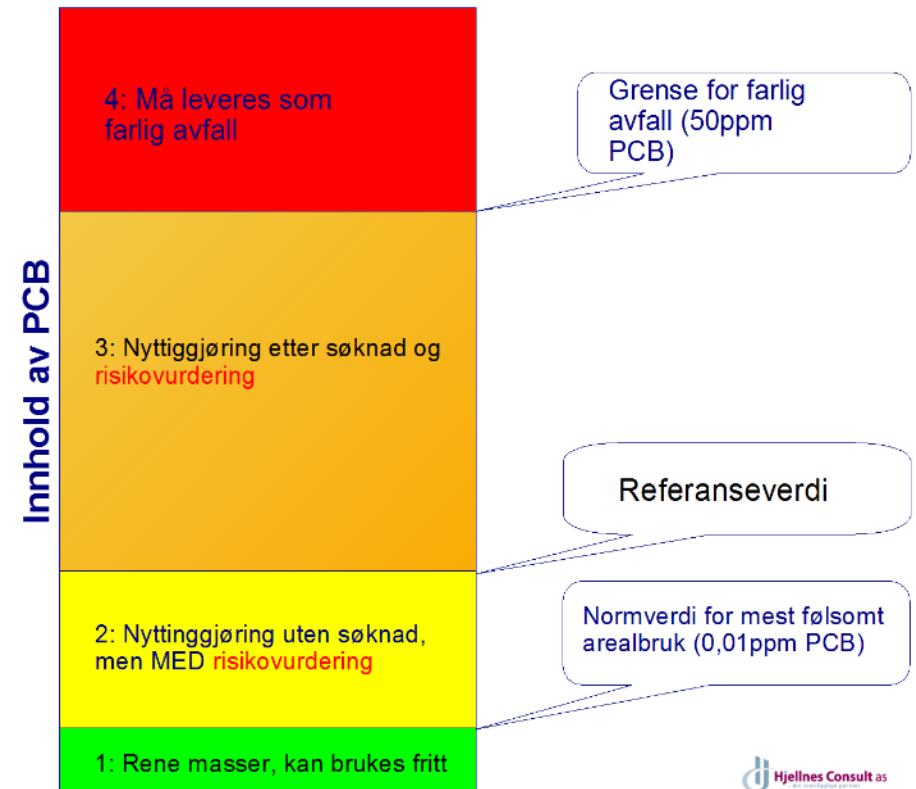 Innhold av PCB
4: Må leveres som
farlig avfall
Grense for farlig
avfall (50ppm
PCB)
3: Nyttiggjøring etter søknad og
risikovurdering
Referanseverdi
2: Nyttinggjøring uten søknad,
men MED risikovurdering
Normverdi for mest følsomt
arealbruk (0,01ppm PCB)
1: Rene masser, kan brukes fritt
Hjellnes Consult as